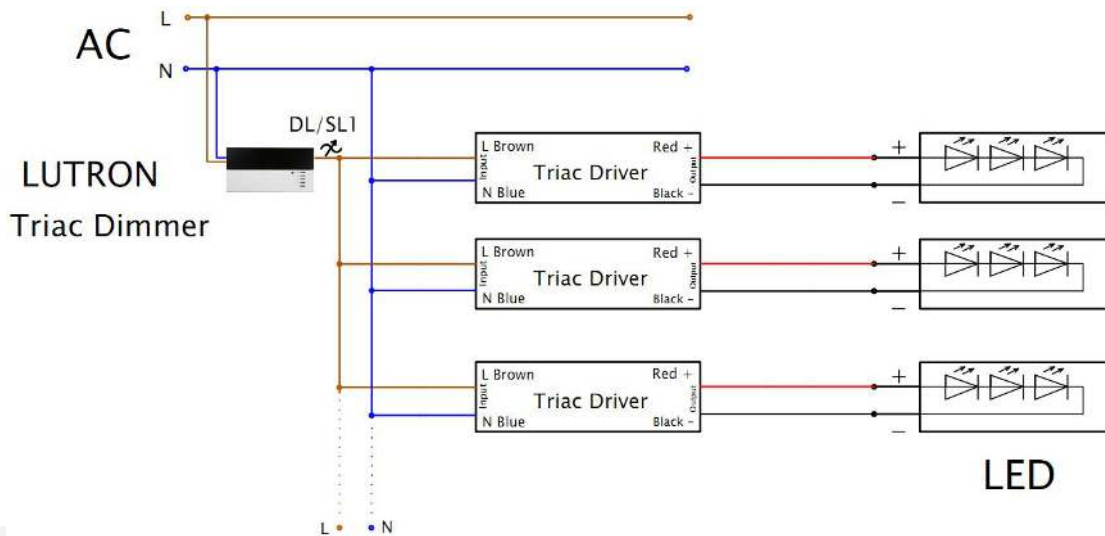 L
AC
N
DL/SL1
LUTRON
Triac Dimmer
L Brown
Red +
Input
Triac Driver
Output
N Blue
Black -
+
−
L Brown
Red +
Input
Triac Driver
Output
N Blue
Black -
+
−
L Brown
Red +
Input
Triac Driver
Output
N Blue
Black -
+
−
LED
L
N